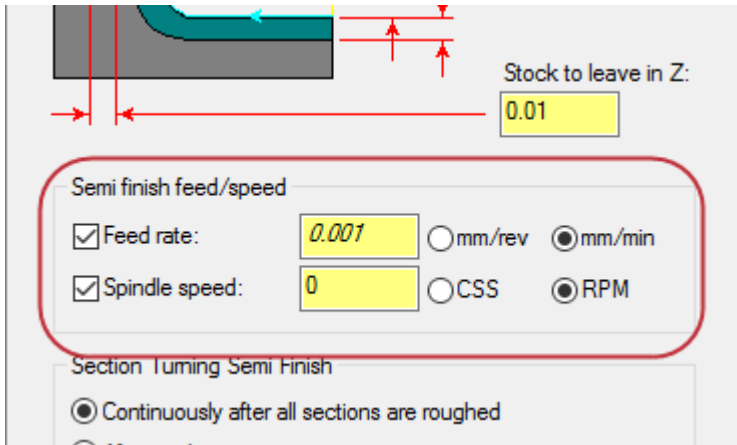 Stock to leave in Z:
0.01
Semi finish feed/speed
Feed rate: 0.001 mm/rev mm/min
Spindle speed: 0 CSS RPM
Section Turning Semi Finish
Continuously after all sections are roughed